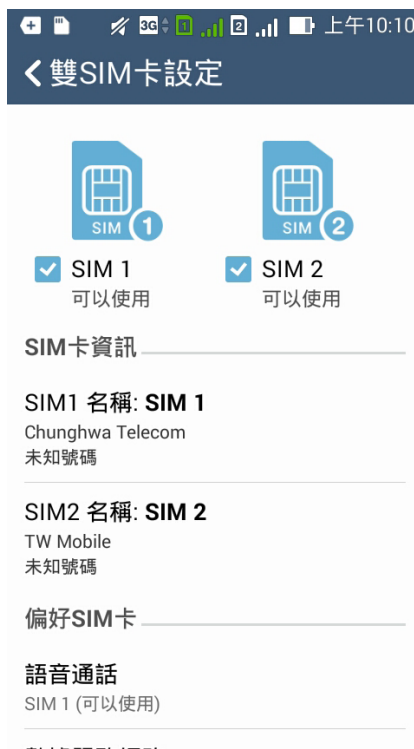 3G 1 2 上午10:10
雙SIM卡設定
SIM 1 SIM 2
SIM 1 SIM 2
可以使用 可以使用
SIM卡資訊
SIM1 名稱: SIM 1
Chunghwa Telecom
未知號碼
SIM2 名稱: SIM 2
TW Mobile
未知號碼
偏好SIM卡
語音通話
SIM 1 (可以使用)